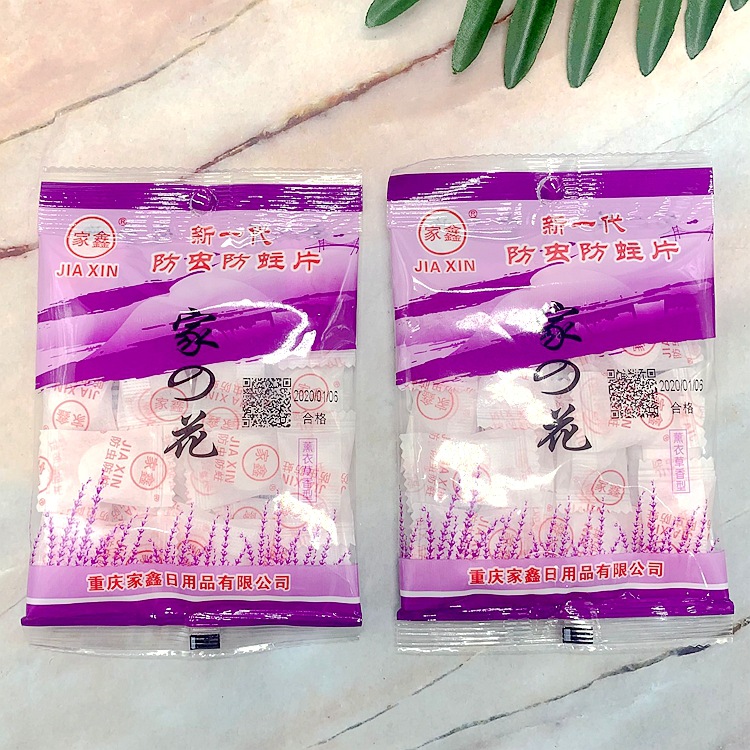 家鑫®
JIA XIN
新一代
防虫防蛀片
家の花
2020/01/06
合格
薰衣草香型
JIA XIN
家鑫
防虫防蛀
重庆家鑫日用品有限公司
家鑫®
JIA XIN
新一代
防虫防蛀片
家の花
2020/01/06
合格
薰衣草香型
家鑫
重庆家鑫日用品有限公司